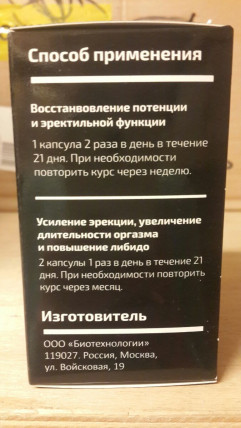 Способ применения
Восстановление потенции
и эректильной функции
1 капсула 2 раза в день в течение
21 дня. При необходимости
повторить курс через неделю.
Усиление эрекции, увеличение
длительности оргазма
и повышение либидо
2 капсулы 1 раз в день в течение 21
дня. При необходимости повторить
курс через месяц.
Изготовитель
ООО «Биотехнологии»
119027. Россия, Москва,
ул. Войсковая, 19